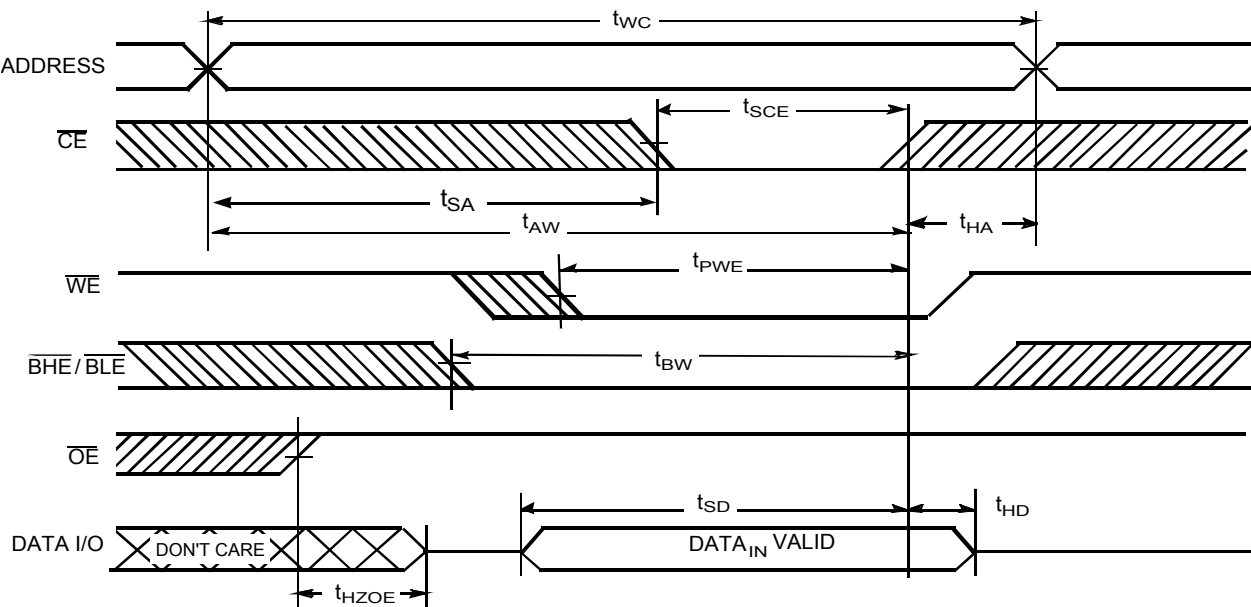 tWC
ADDRESS
tSCE
CE
tSA
tAW
tHA
tPWE
WE
tBW
BHE/BLE
OE
tSD
tHD
DATA I/O
DON'T CARE
DATAIN VALID
tHZOE